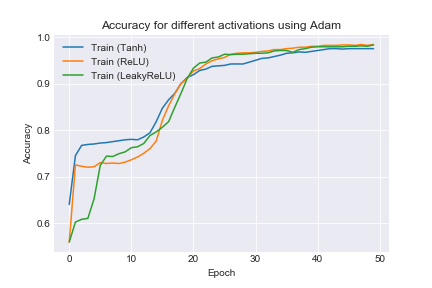 Accuracy for different activations using Adam
Train (Tanh)
Train (ReLU)
Train (LeakyReLU)
Accuracy
1.0
0.9
0.8
0.7
0.6
0 10 20 30 40 50
Epoch